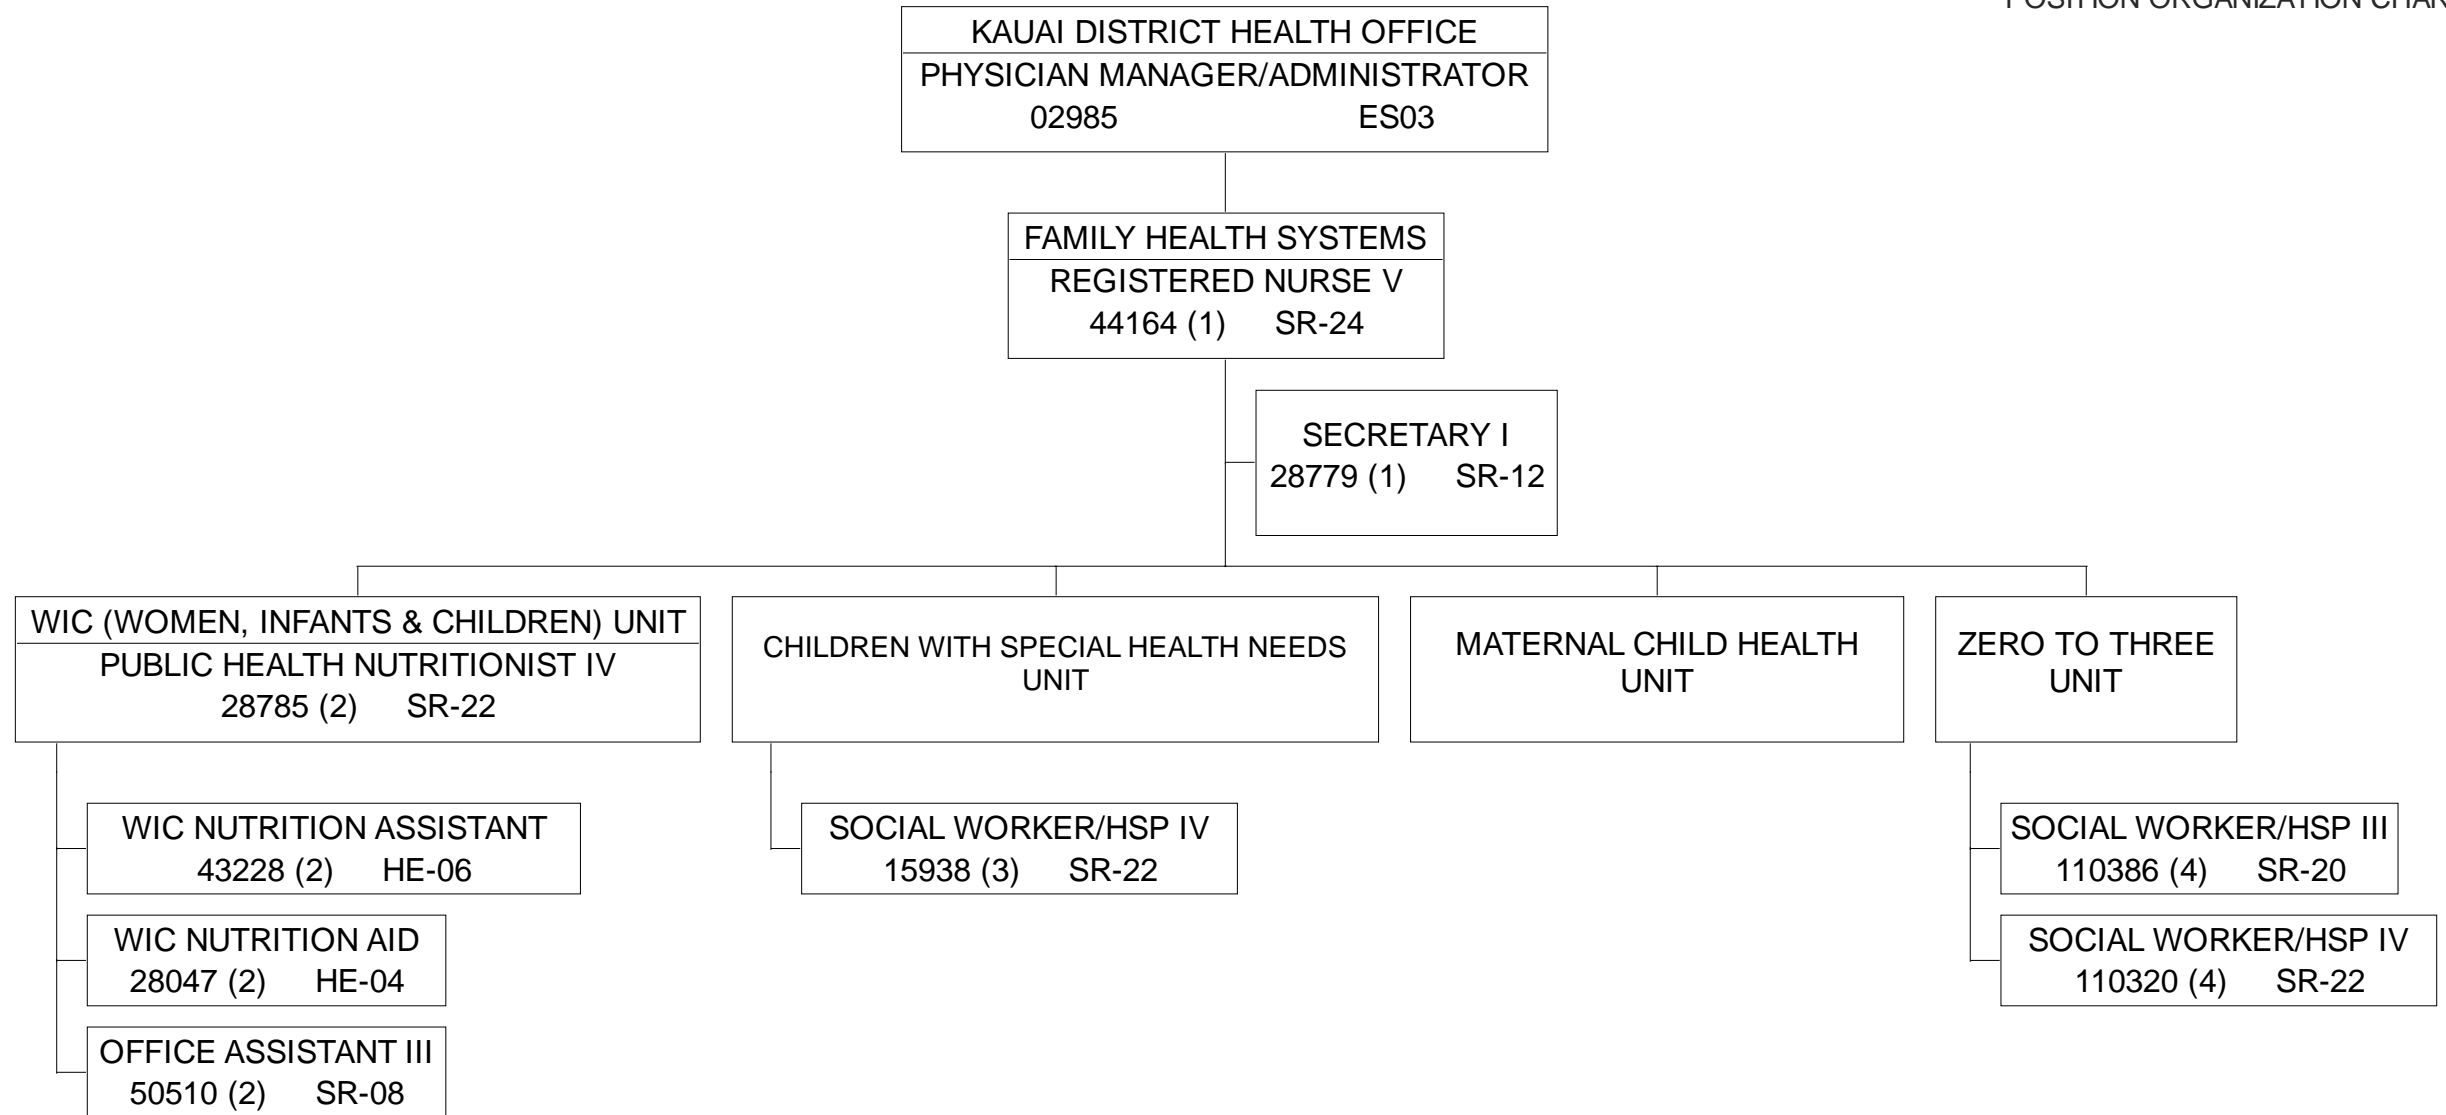 POSITION ORGANIZATION CHAR
KAUAI DISTRICT HEALTH OFFICE
PHYSICIAN MANAGER/ADMINISTRATOR
02985 ES03
FAMILY HEALTH SYSTEMS
REGISTERED NURSE V
44164 (1) SR-24
SECRETARY I
28779 (1) SR-12
WIC (WOMEN, INFANTS & CHILDREN) UNIT
PUBLIC HEALTH NUTRITIONIST IV
28785 (2) SR-22
WIC NUTRITION ASSISTANT
43228 (2) HE-06
WIC NUTRITION AID
28047 (2) HE-04
OFFICE ASSISTANT III
50510 (2) SR-08
CHILDREN WITH SPECIAL HEALTH NEEDS
UNIT
SOCIAL WORKER/HSP IV
15938 (3) SR-22
MATERNAL CHILD HEALTH
UNIT
ZERO TO THREE
UNIT
SOCIAL WORKER/HSP III
110386 (4) SR-20
SOCIAL WORKER/HSP IV
110320 (4) SR-22